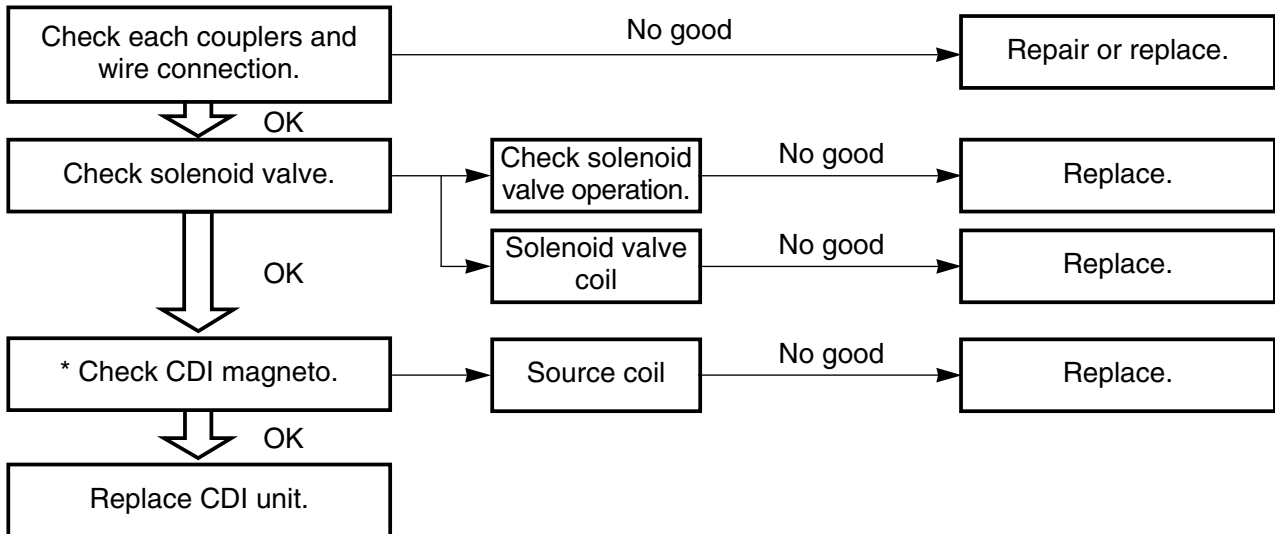 Check each couplers and
wire connection.
No good
Repair or replace.
OK
Check solenoid valve.
Check solenoid
valve operation.
No good
Replace.
Solenoid valve
coil
No good
Replace.
OK
* Check CDI magneto.
Source coil
No good
Replace.
OK
Replace CDI unit.